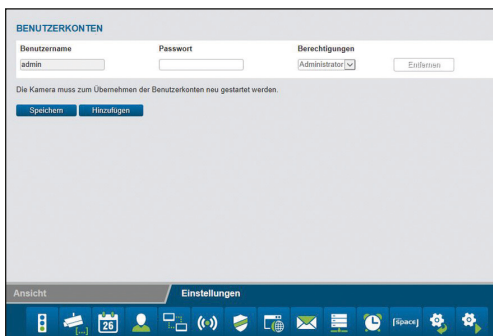 BENUTZERKONTEN
Benutzername Passwort Berechtigungen
admin Administrator Entfernen
Die Kamera muss zum Übernehmen der Benutzerkonten neu gestartet werden.
Speichern Hinzufügen
Ansicht Einstellungen
[...] 26 [space]